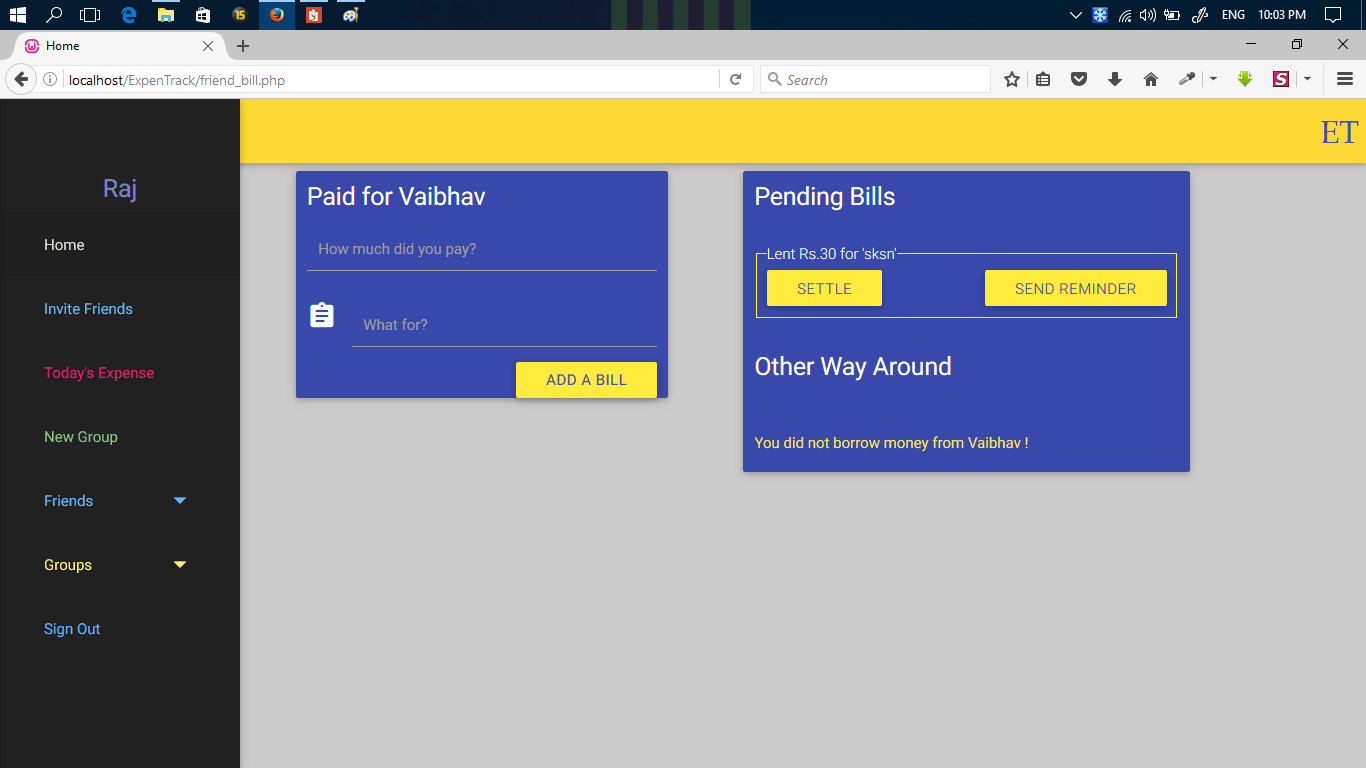 ENG 10:03 PM
Home
localhost/ExpenTrack/friend_bill.php
Search
ET
Raj
Home
Invite Friends
Today's Expense
New Group
Friends
Groups
Sign Out
Paid for Vaibhav
How much did you pay?
What for?
ADD A BILL
Pending Bills
Lent Rs.30 for 'sksn'
SETTLE SEND REMINDER
Other Way Around
You did not borrow money from Vaibhav !